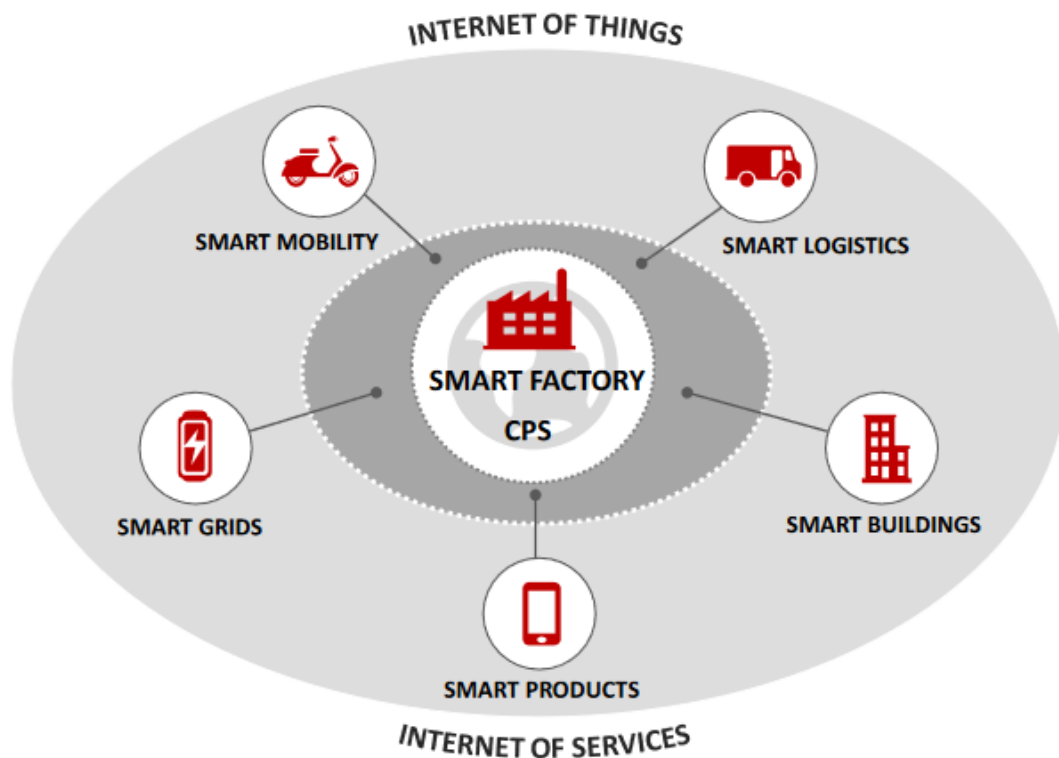 INTERNET OF THINGS
SMART MOBILITY
SMART LOGISTICS
SMART FACTORY
CPS
SMART GRIDS
SMART BUILDINGS
SMART PRODUCTS
INTERNET OF SERVICES